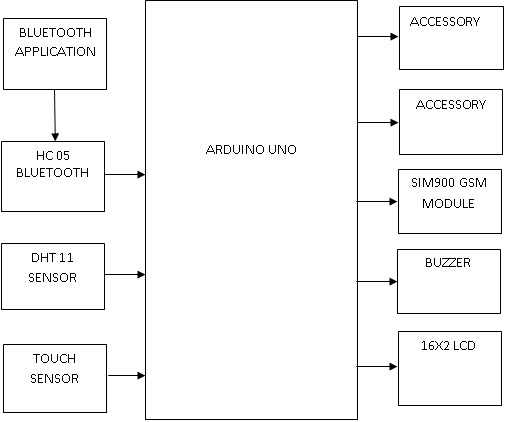 BLUETOOTH
APPLICATION
HC 05
BLUETOOTH
DHT 11
SENSOR
TOUCH
SENSOR
ARDUINO UNO
ACCESSORY
ACCESSORY
SIM900 GSM
MODULE
BUZZER
16X2 LCD